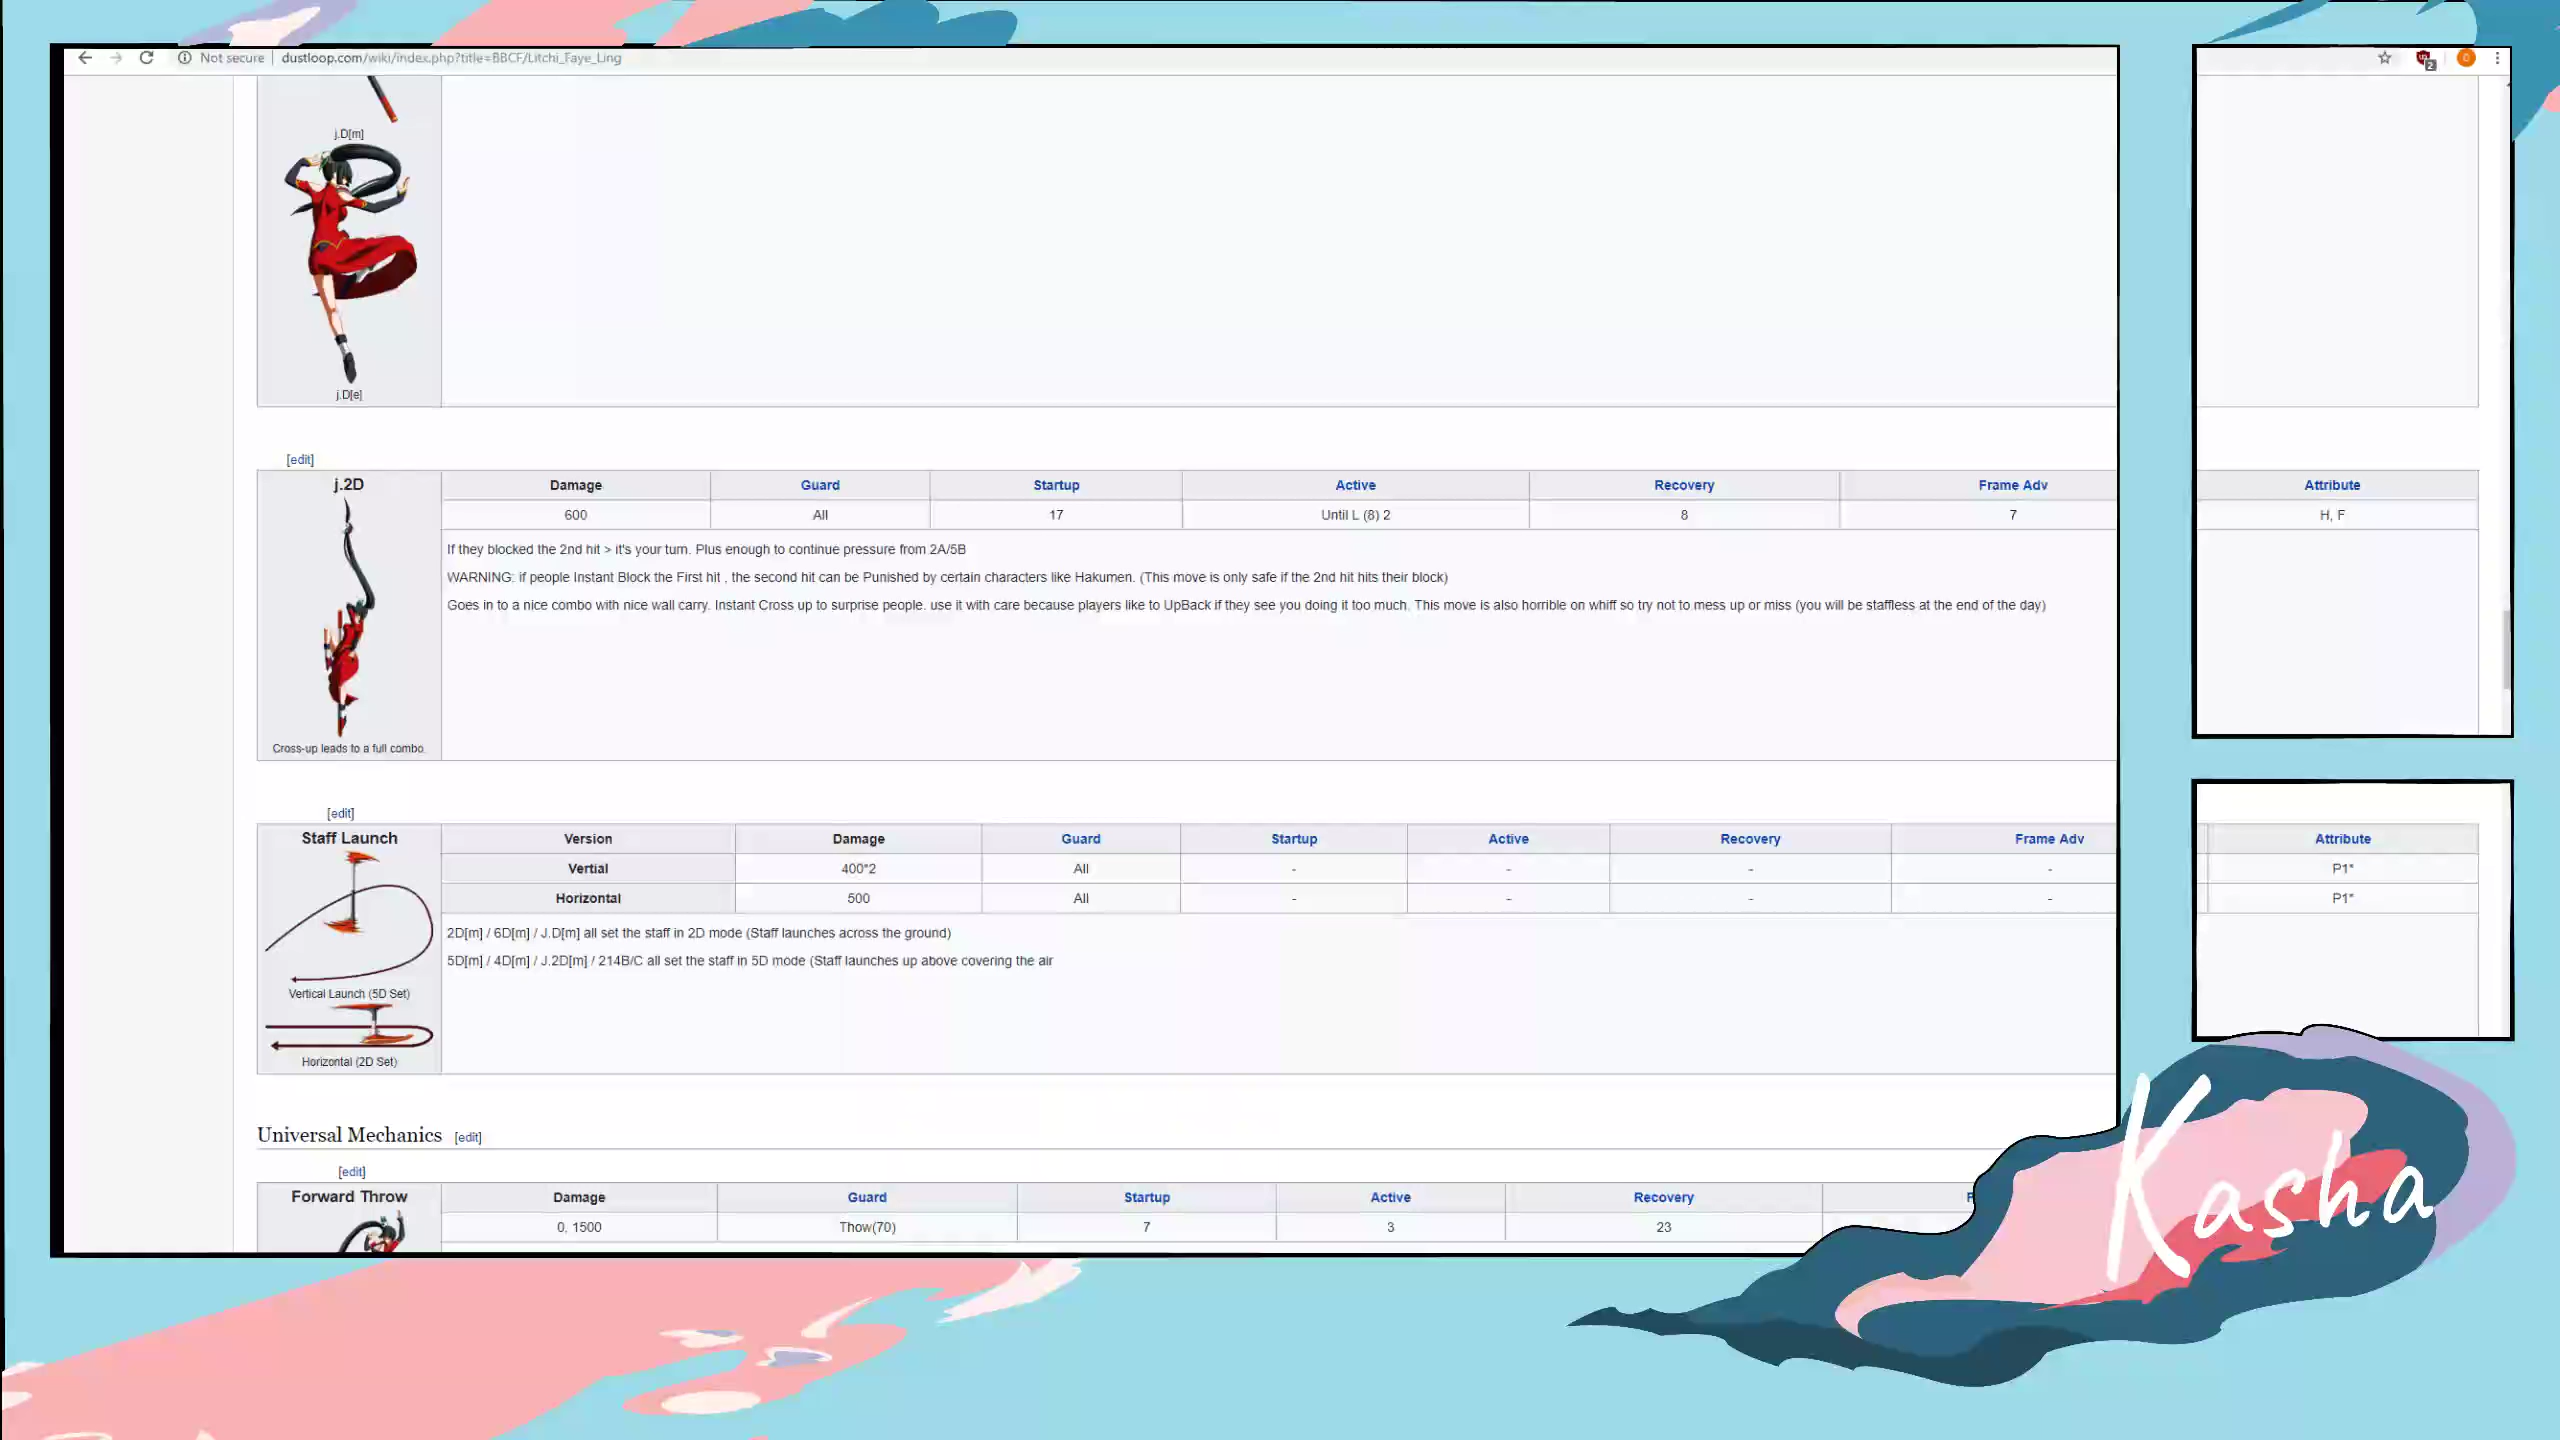 Not secure | dustloop.com/wiki/index.php?title=BBCF/Litchi_Faye_Ling
2
j.D[m]
j.D[e]
[edit]
j.2D Damage Guard Startup Active Recovery Frame Adv Attribute
600 All 17 Until L (8) 2 8 7 H, F
If they blocked the 2nd hit > it's your turn. Plus enough to continue pressure from 2A/5B
WARNING: if people Instant Block the First hit , the second hit can be Punished by certain characters like Hakumen. (This move is only safe if the 2nd hit hits their block)
Goes in to a nice combo with nice wall carry. Instant Cross up to surprise people. use it with care because players like to UpBack if they see you doing it too much. This move is also horrible on whiff so try not to mess up or miss (you will be staffless at the end of the day)
Cross-up leads to a full combo.
[edit]
Staff Launch Version Damage Guard Startup Active Recovery Frame Adv Attribute
Vertial 400*2 All - - - - P1*
Horizontal 500 All - - - - P1*
2D[m] / 6D[m] / J.D[m] all set the staff in 2D mode (Staff launches across the ground)
5D[m] / 4D[m] / J.2D[m] / 214B/C all set the staff in 5D mode (Staff launches up above covering the air
Vertical Launch (5D Set)
Horizontal (2D Set)
Universal Mechanics [edit]
[edit]
Forward Throw Damage Guard Startup Active Recovery F
0, 1500 Thow(70) 7 3 23
Kasha